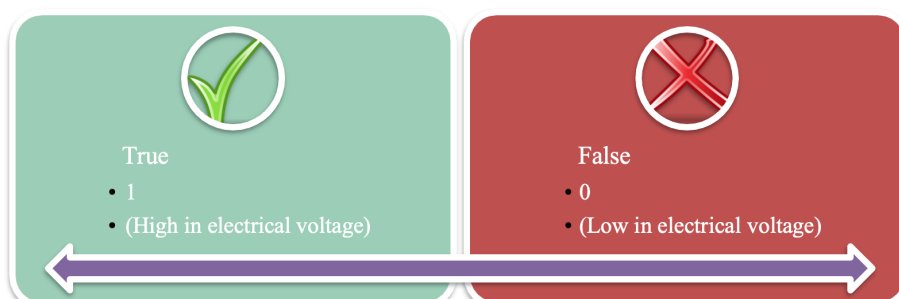 True
• 1
• (High in electrical voltage)
False
• 0
• (Low in electrical voltage)